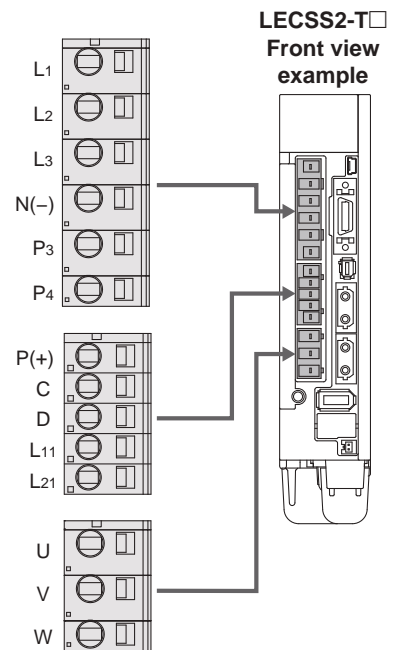 LECSS2-T□
Front view
example
L1
L2
L3
N(−)
P3
P4
P(+)
C
D
L11
L21
U
V
W